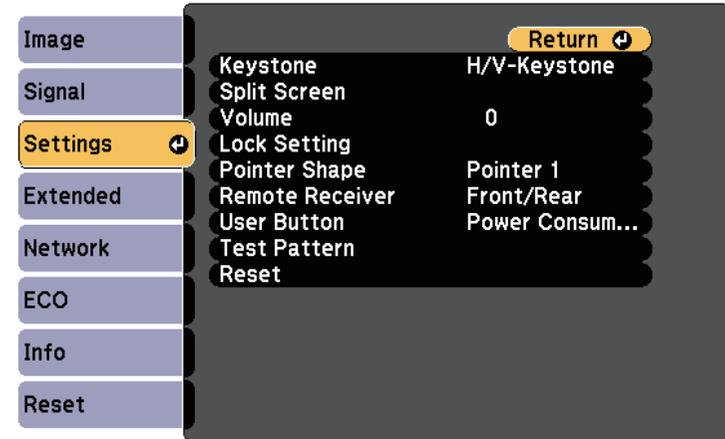 Image
Signal
Settings
Extended
Network
ECO
Info
Reset
Return
Keystone H/V-Keystone
Split Screen
Volume 0
Lock Setting
Pointer Shape Pointer 1
Remote Receiver Front/Rear
User Button Power Consum...
Test Pattern
Reset